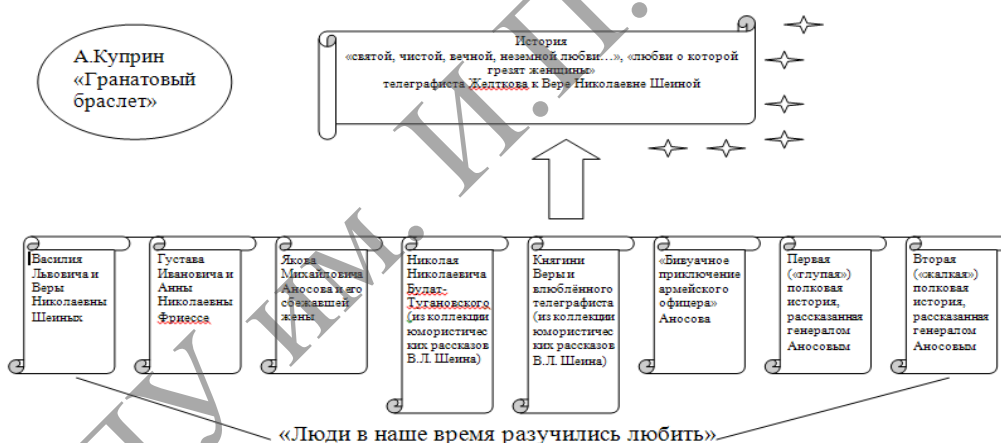 А.Куприн
«Гранатовый
браслет»
История
«святой, чистой, вечной, неземной любви…», «любви о которой
грезят женщины»
телеграфиста Желткова к Вере Николаевне Шеиной
Василия
Львовича и
Веры
Николаевны
Шеиных
Густава
Ивановича и
Анны
Николаевны
Фриессе
Якова
Михайловича
Аносова и его
сбежавшей
жены
Николая
Николаевича
Булат-
Тугановского
(из коллекции
юмористичес
ких рассказов
В.Л. Шеина)
Княгини
Веры и
влюблённого
телеграфиста
(из коллекции
юмористичес
ких рассказов
В.Л. Шеина)
«Бивуачное
приключение
армейского
офицера»
Аносова
Первая
(«глупая»)
полковая
история,
рассказанная
генералом
Аносовым
Вторая
(«жалкая»)
полковая
история,
рассказанная
генералом
Аносовым
«Люди в наше время разучились любить»
ЛУ ИМ. И.П.